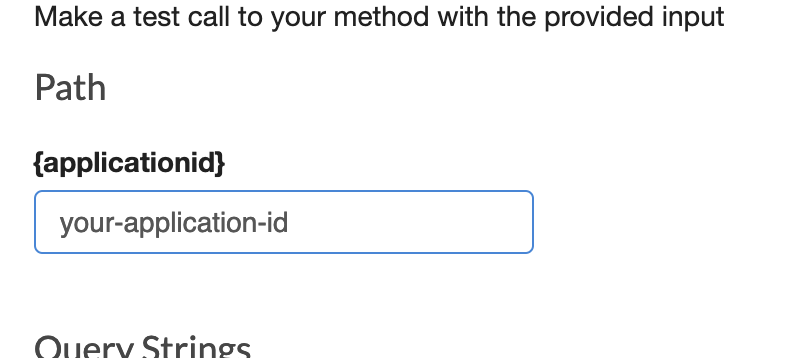 Make a test call to your method with the provided input
Path
{applicationid}
your-application-id
Query Strings